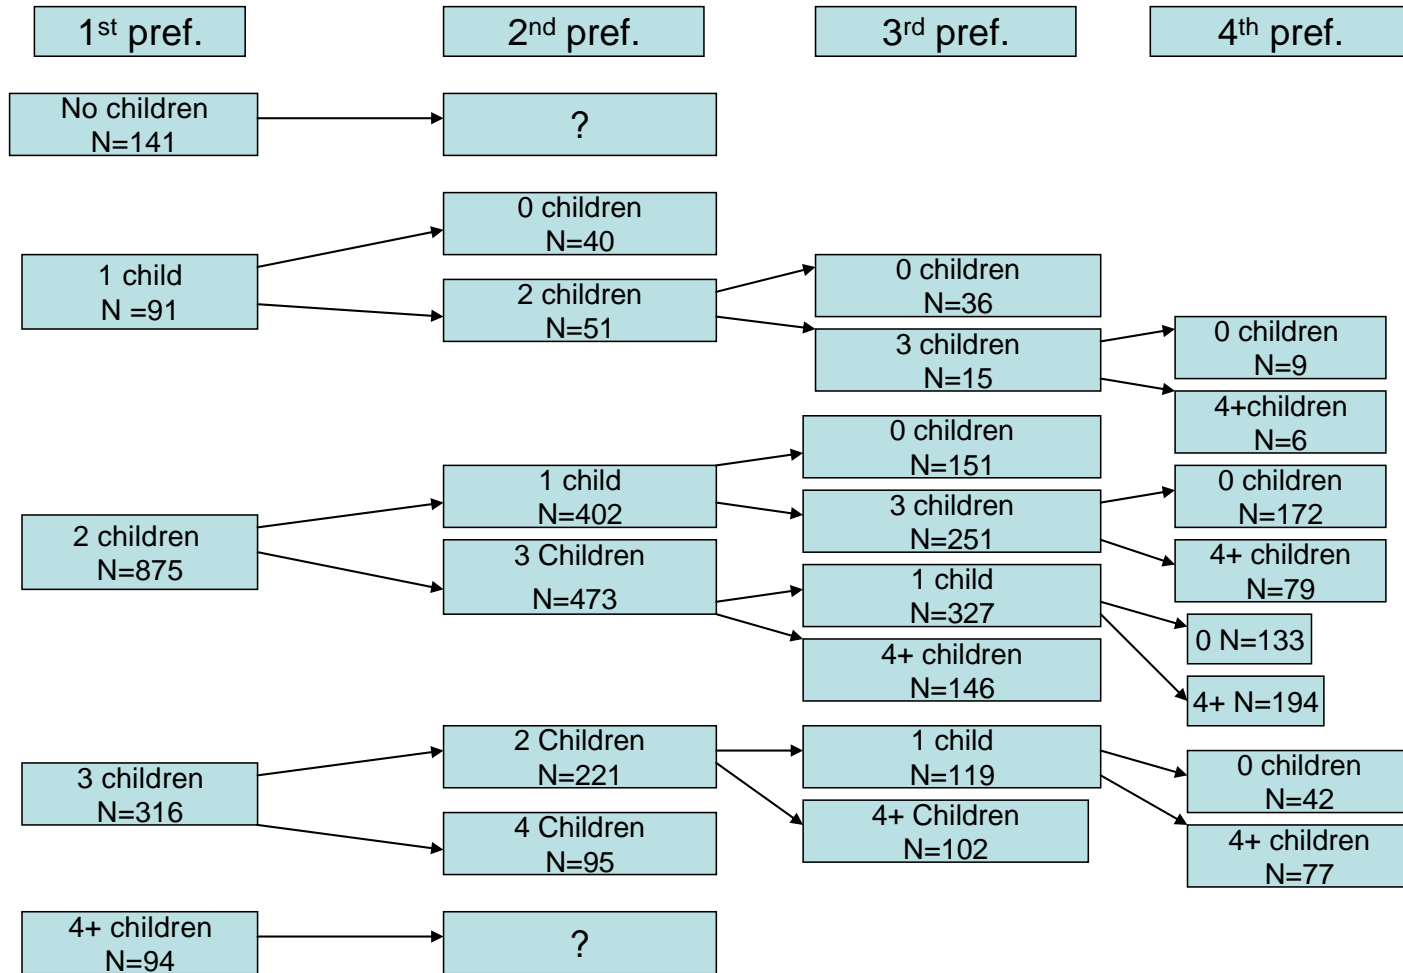 1st pref.
2nd pref.
3rd pref.
4th pref.
No children
N=141
?
1 child
N =91
0 children
N=40
2 children
N=51
0 children
N=36
3 children
N=15
0 children
N=9
4+children
N=6
2 children
N=875
1 child
N=402
3 Children
N=473
0 children
N=151
3 children
N=251
1 child
N=327
4+ children
N=146
0 children
N=172
4+ children
N=79
0 N=133
4+ N=194
3 children
N=316
2 Children
N=221
4 Children
N=95
1 child
N=119
4+ Children
N=102
0 children
N=42
4+ children
N=77
4+ children
N=94
?